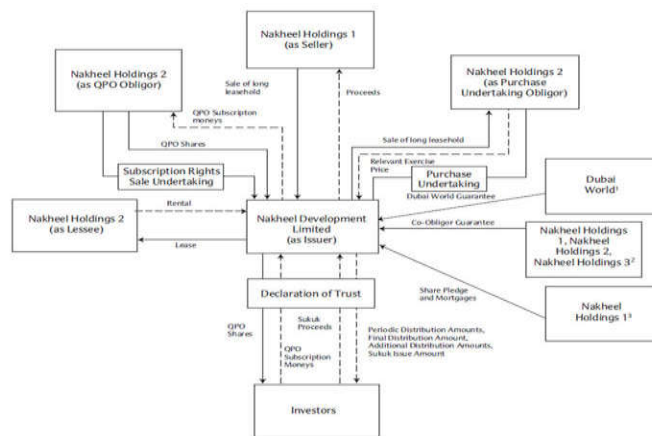 Nakheel Holdings 1
(as Seller)
Nakheel Holdings 2
(as QPO Obligor)
Nakheel Holdings 2
(as Purchase
Undertaking Obligor)
Sale of long
leasehold
Proceeds
QPO Subscripton
moneys
QPO Shares
Sale of long leasehold
Relevant Exercise
Price
Subscription Rights
Sale Undertaking
Purchase
Undertaking
Dubai World Guarantee
Dubai
World¹
Nakheel Holdings 2
(as Lessee)
Rental
Lease
Nakheel Development
Limited
(as Issuer)
Co-Obligor Guarantee
Nakheel Holdings
1, Nakheel
Holdings 2,
Nakheel Holdings 3²
Declaration of Trust
Share Pledge
and Mortgages
Nakheel
Holdings 1³
QPO
Shares
Sukuk
Proceeds
QPO
Subscription
Moneys
Periodic Distribution Amounts,
Final Distribution Amount,
Additional Distribution Amounts,
Sukuk Issue Amount
Investors